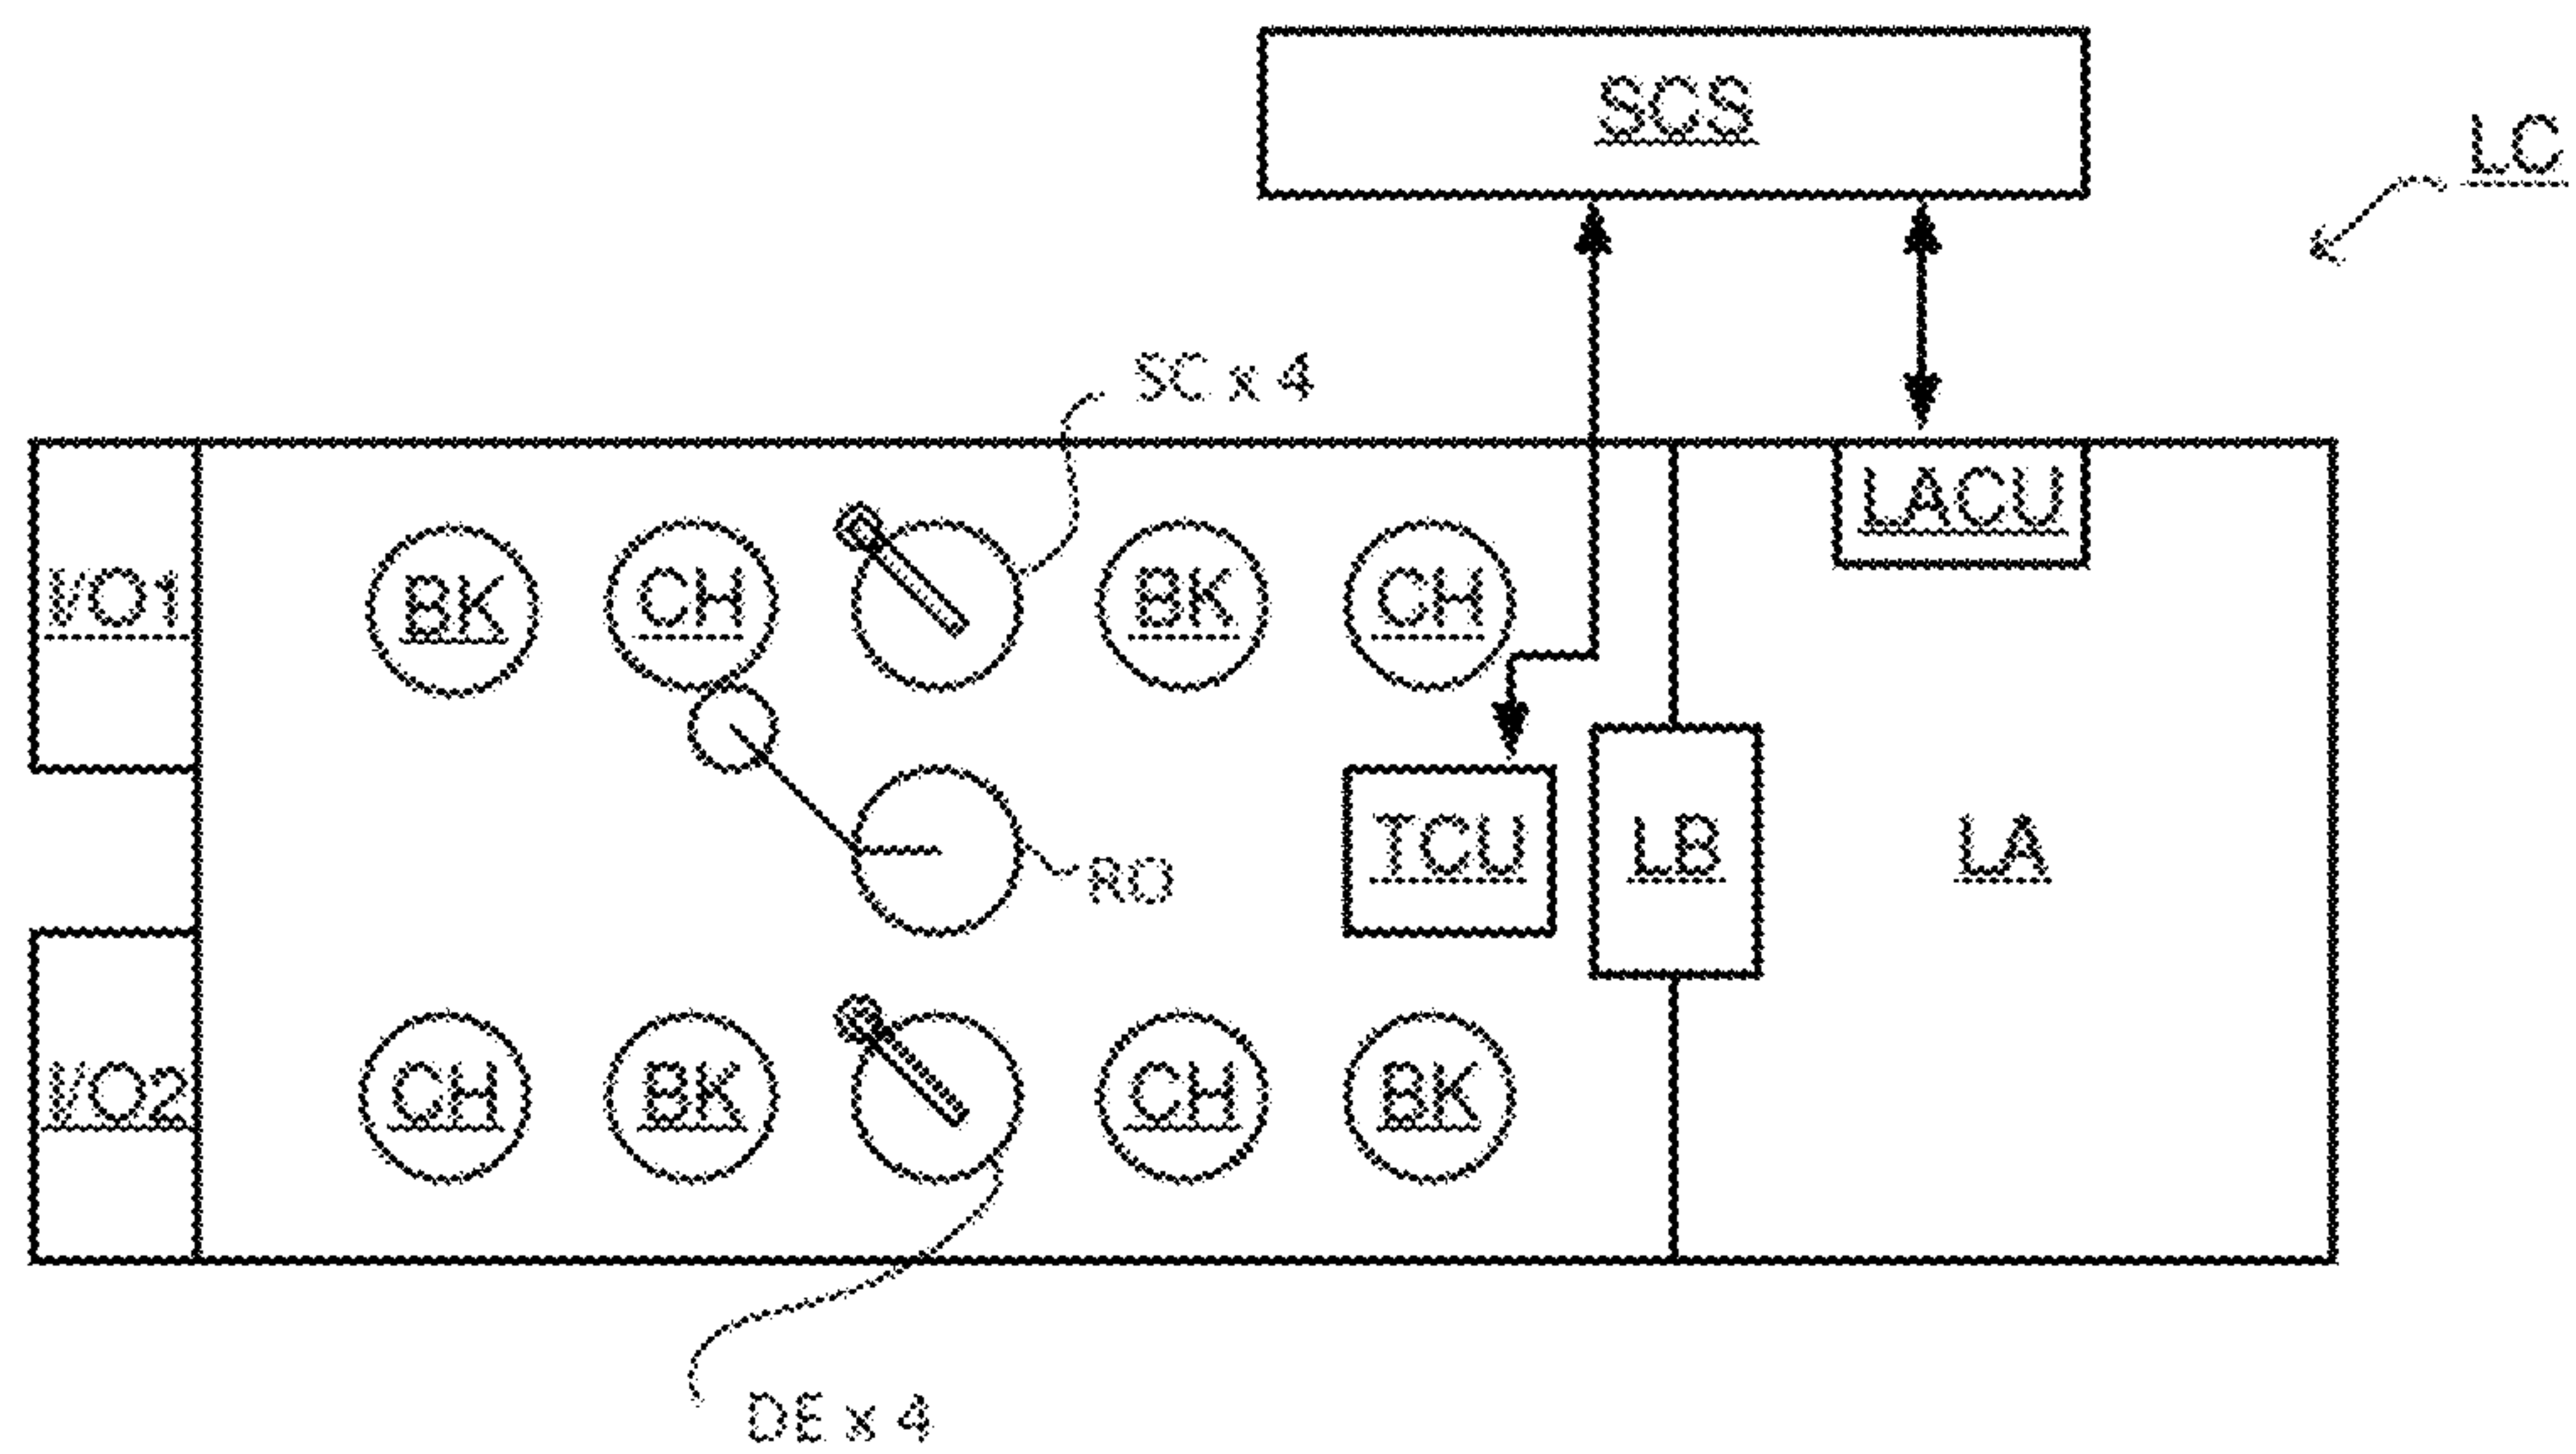 SCS
LC
SC x 4
LACU
I/O1
BK
CH
BK
CH
TCU
LB
LA
RO
I/O2
CH
BK
CH
BK
DE x 4